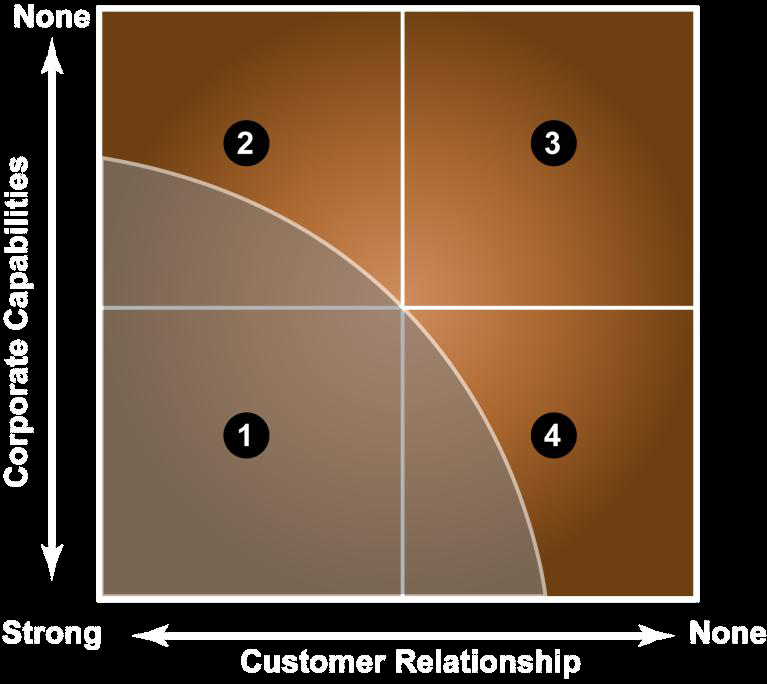 None
Corporate Capabilities
2
3
1
4
Strong
None
Customer Relationship